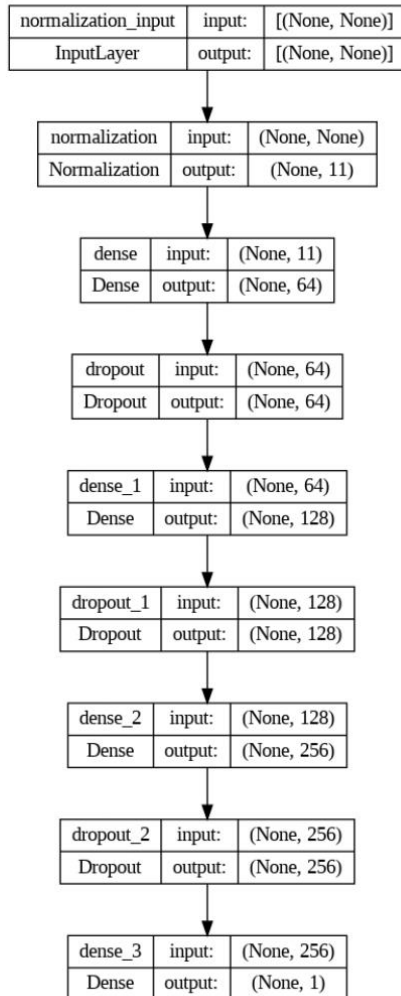 normalization_input input: [(None, None)]
InputLayer output: [(None, None)]
normalization input: (None, None)
Normalization output: (None, 11)
dense input: (None, 11)
Dense output: (None, 64)
dropout input: (None, 64)
Dropout output: (None, 64)
dense_1 input: (None, 64)
Dense output: (None, 128)
dropout_1 input: (None, 128)
Dropout output: (None, 128)
dense_2 input: (None, 128)
Dense output: (None, 256)
dropout_2 input: (None, 256)
Dropout output: (None, 256)
dense_3 input: (None, 256)
Dense output: (None, 1)